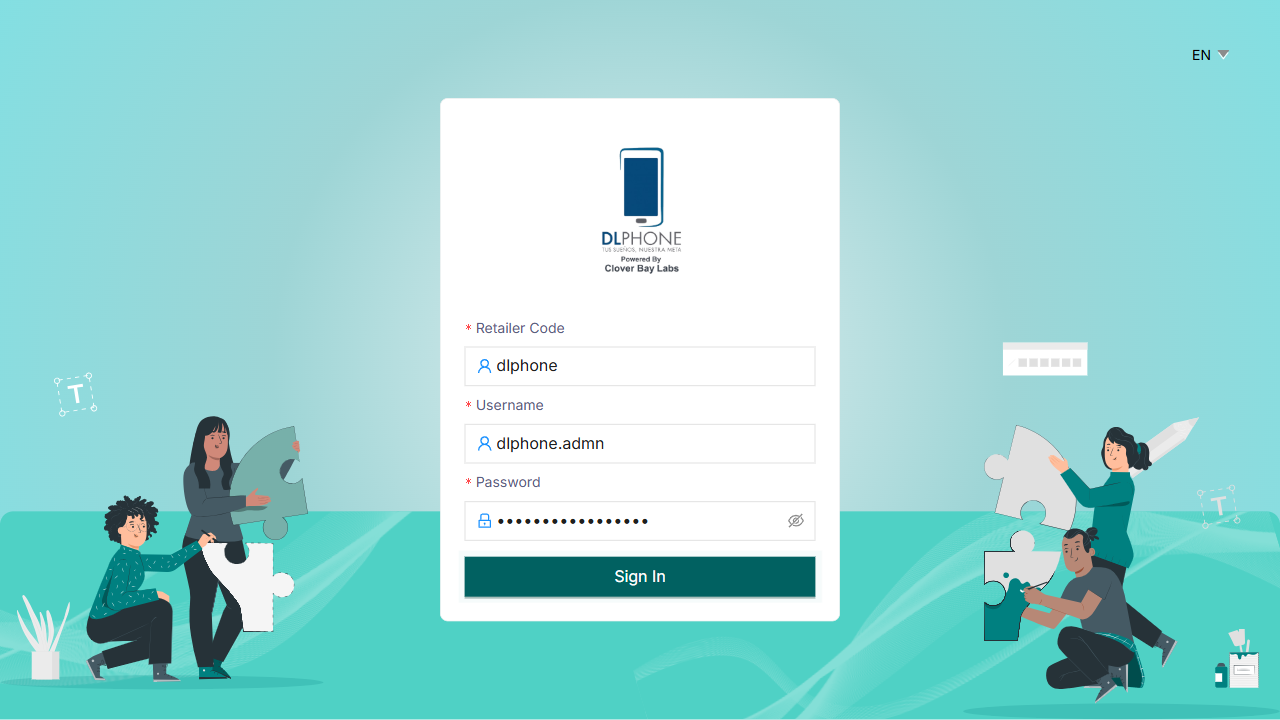 EN
DLPHONE
TUS SUEÑOS, NUESTRA META
Powered By
Clover Bay Labs
* Retailer Code
dlphone
* Username
dlphone.admn
* Password
•••••••••••••••••
Sign In
T
T